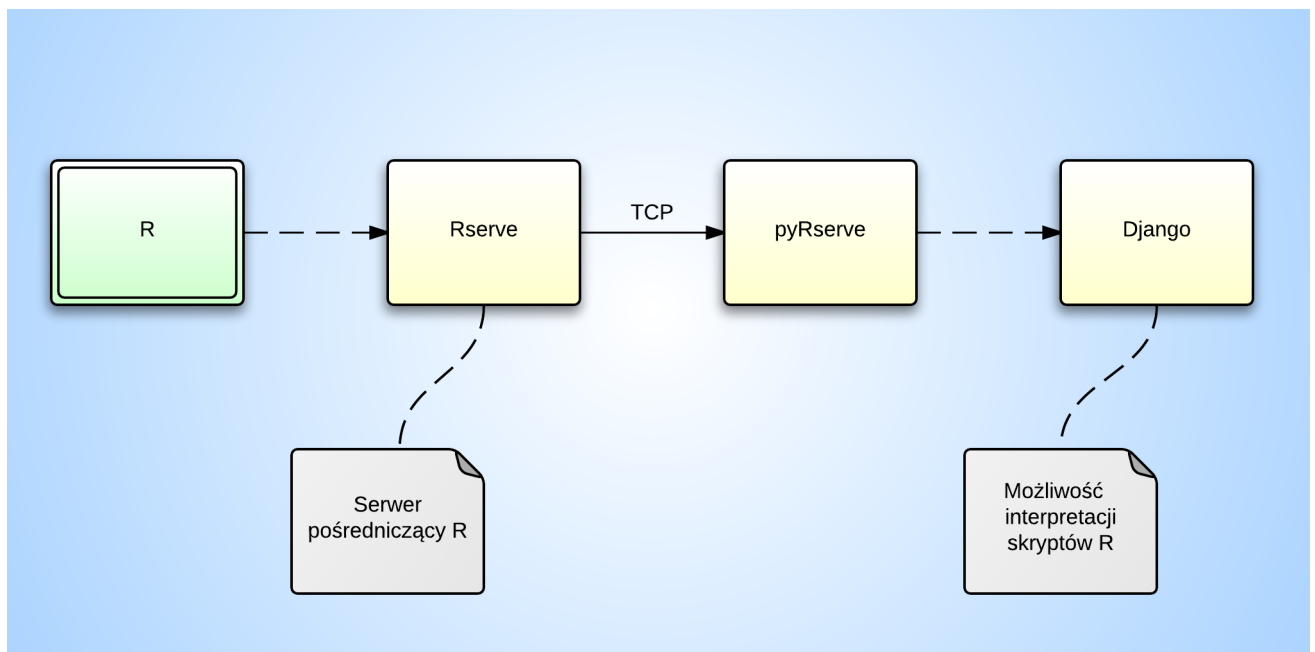 R
Rserve
TCP
pyRserve
Django
Serwer
pośredniczący R
Możliwość
interpretacji
skryptów R